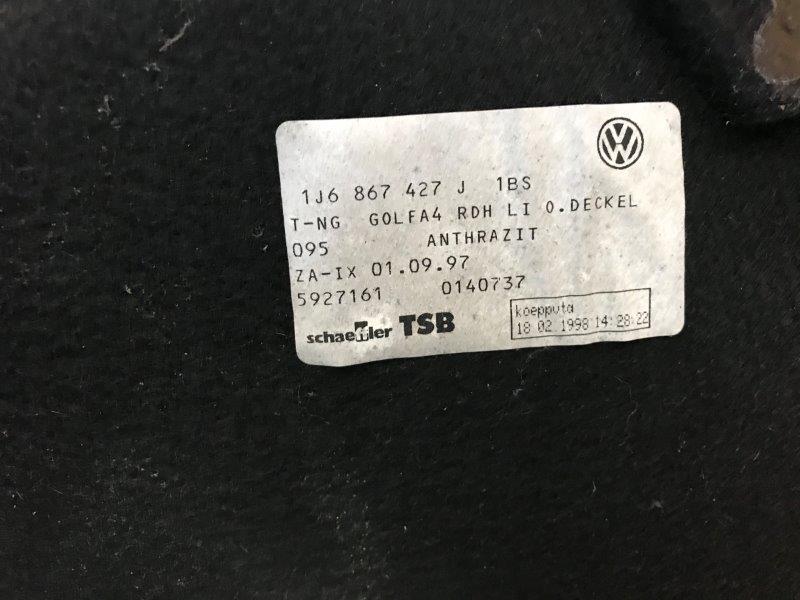 1J6 867 427 J 1BS
T-NG GOLFA4 RDH LI O.DECKEL
095 ANTHRAZIT
ZA-IX 01.09.97
5927161 0140737
schaeffler TSB
koepputa
18 02 1998 14:28:22